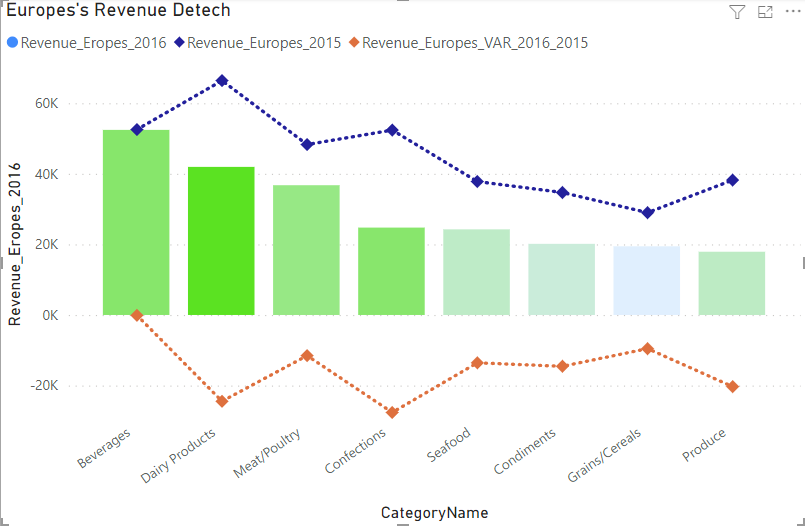 Europes's Revenue Detech
Revenue_Eropes_2016 Revenue_Europes_2015 Revenue_Europes_VAR_2016_2015
Revenue_Eropes_2016
60K
40K
20K
0K
-20K
Beverages
Dairy Products
Meat/Poultry
Confections
Seafood
Condiments
Grains/Cereals
Produce
CategoryName